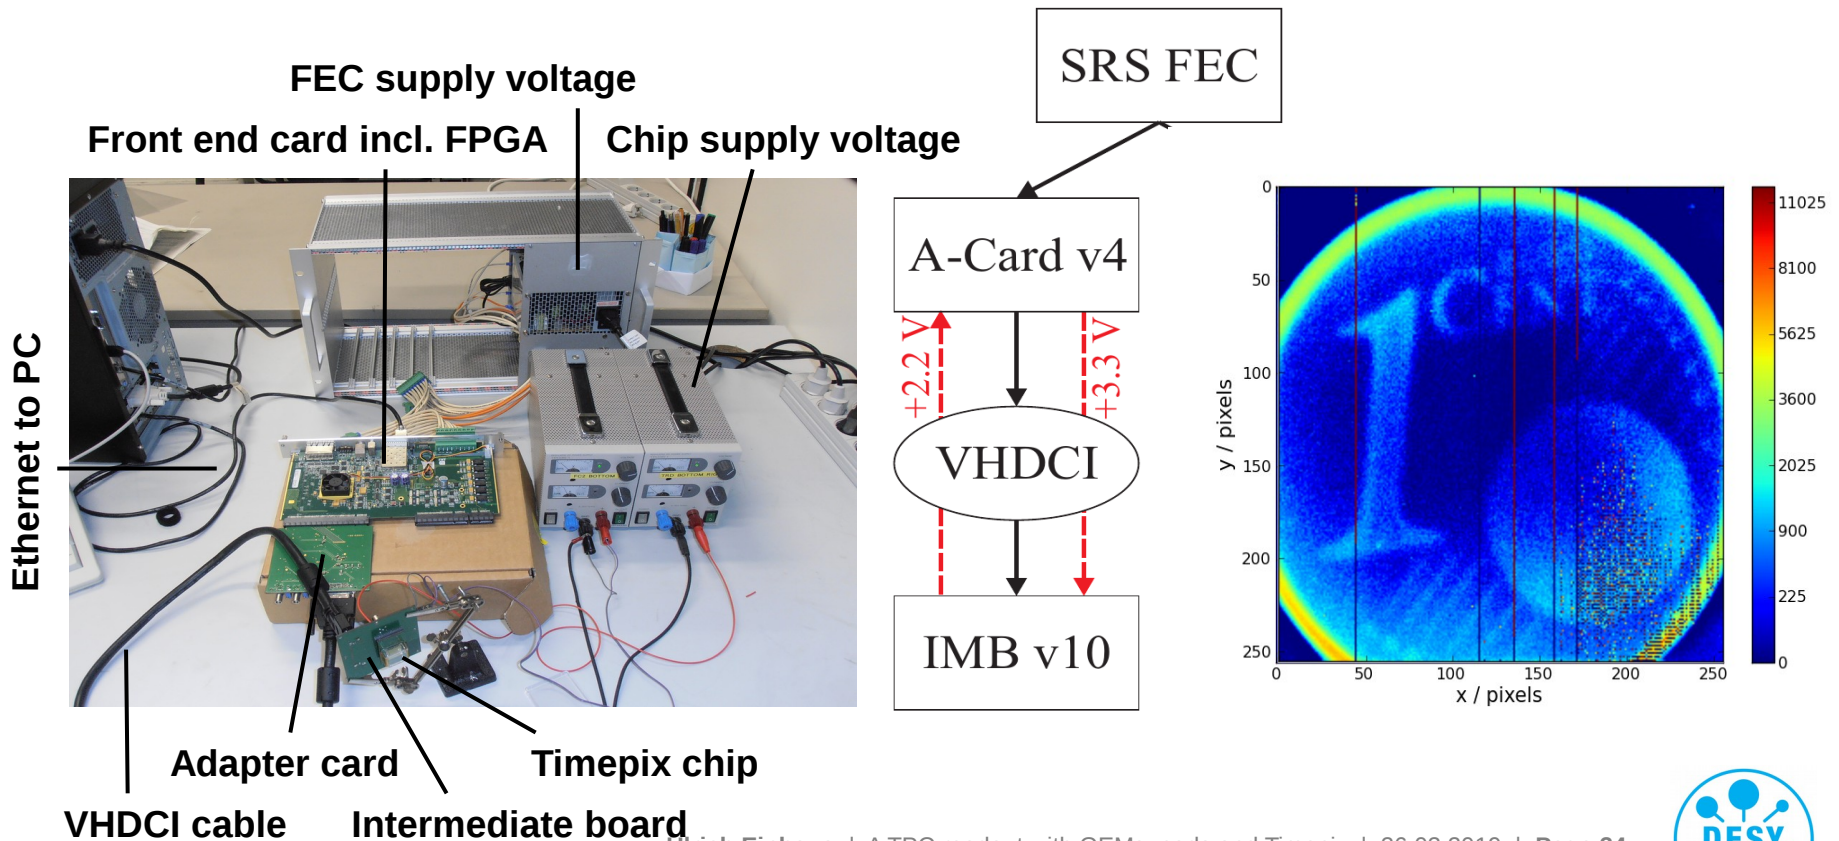 FEC supply voltage
Front end card incl. FPGA
Chip supply voltage
Ethernet to PC
Adapter card
Timepix chip
VHDCI cable
Intermediate board
SRS FEC
A-Card v4
+2.2 V
+3.3 V
VHDCI
IMB v10
y / pixels
0
50
100
150
200
250
0
50
100
150
200
250
x / pixels
11025
8100
5625
3600
2025
900
225
0
DESY